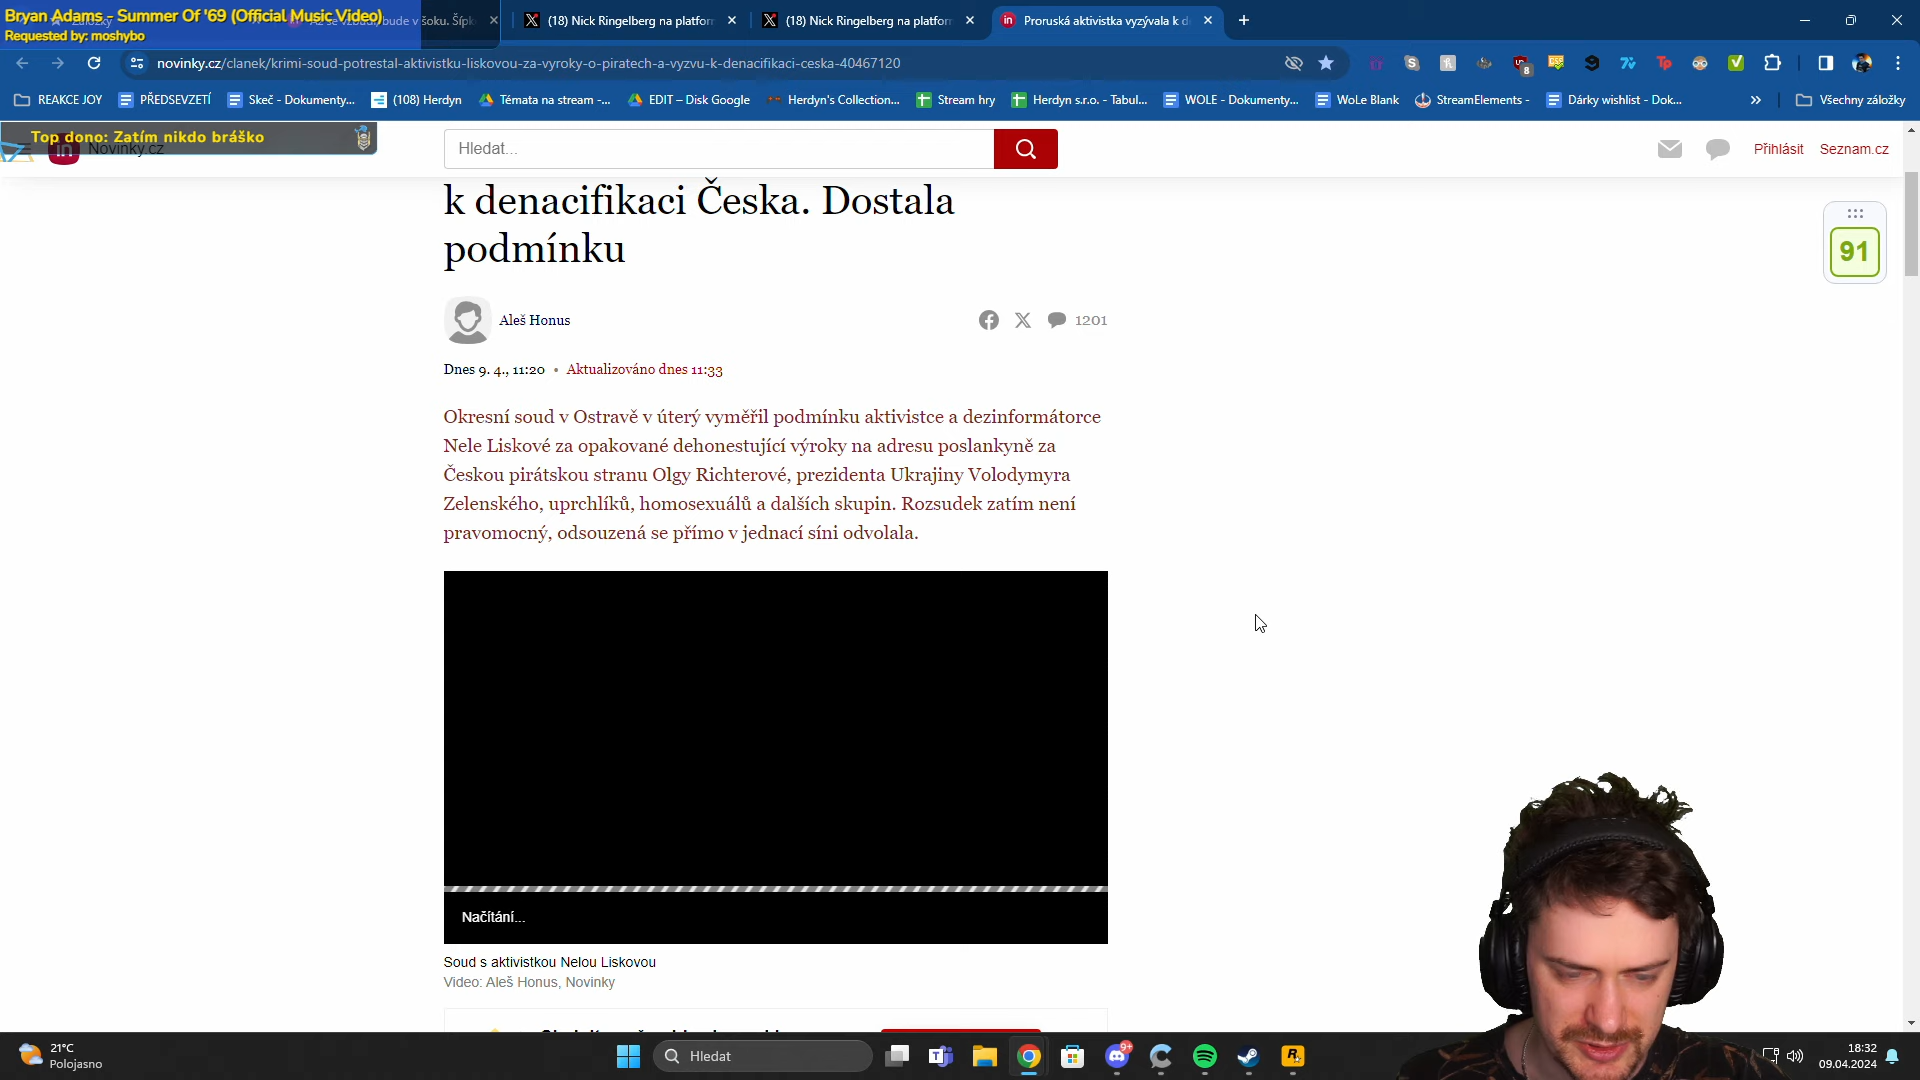 Bryan Adams - Summer Of '69 (Official Music Video)
Requested by: moshybo
bude v šoku. Šípk
(18) Nick Ringelberg na platforr
(18) Nick Ringelberg na platforr
Proruská aktivistka vyzývala k d
novinky.cz/clanek/krimi-soud-potrestal-aktivistku-liskovou-za-vyroky-o-piratech-a-vyzvu-k-denacifikaci-ceska-40467120
8
REAKCE JOY
PŘEDSEVZETÍ
Skeč - Dokumenty...
(108) Herdyn
Témata na stream -...
EDIT – Disk Google
Herdyn's Collection...
Stream hry
Herdyn s.r.o. - Tabul...
WOLE - Dokumenty...
WoLe Blank
StreamElements -
Dárky wishlist - Dok...
»
Všechny záložky
Top dono: Zatím nikdo bráško
Novinky.cz
Hledat...
Přihlásit
Seznam.cz
k denacifikaci Česka. Dostala
podmínku
91
Aleš Honus
1201
Dnes 9. 4., 11:20 • Aktualizováno dnes 11:33
Okresní soud v Ostravě v úterý vyměřil podmínku aktivistce a dezinformátorce
Nele Liskové za opakované dehonestující výroky na adresu poslankyně za
Českou pirátskou stranu Olgy Richterové, prezidenta Ukrajiny Volodymyra
Zelenského, uprchlíků, homosexuálů a dalších skupin. Rozsudek zatím není
pravomocný, odsouzená se přímo v jednací síni odvolala.
Načítání...
Soud s aktivistkou Nelou Liskovou
Video: Aleš Honus, Novinky
21°C
Polojasno
Hledat
9+
18:32
09.04.2024